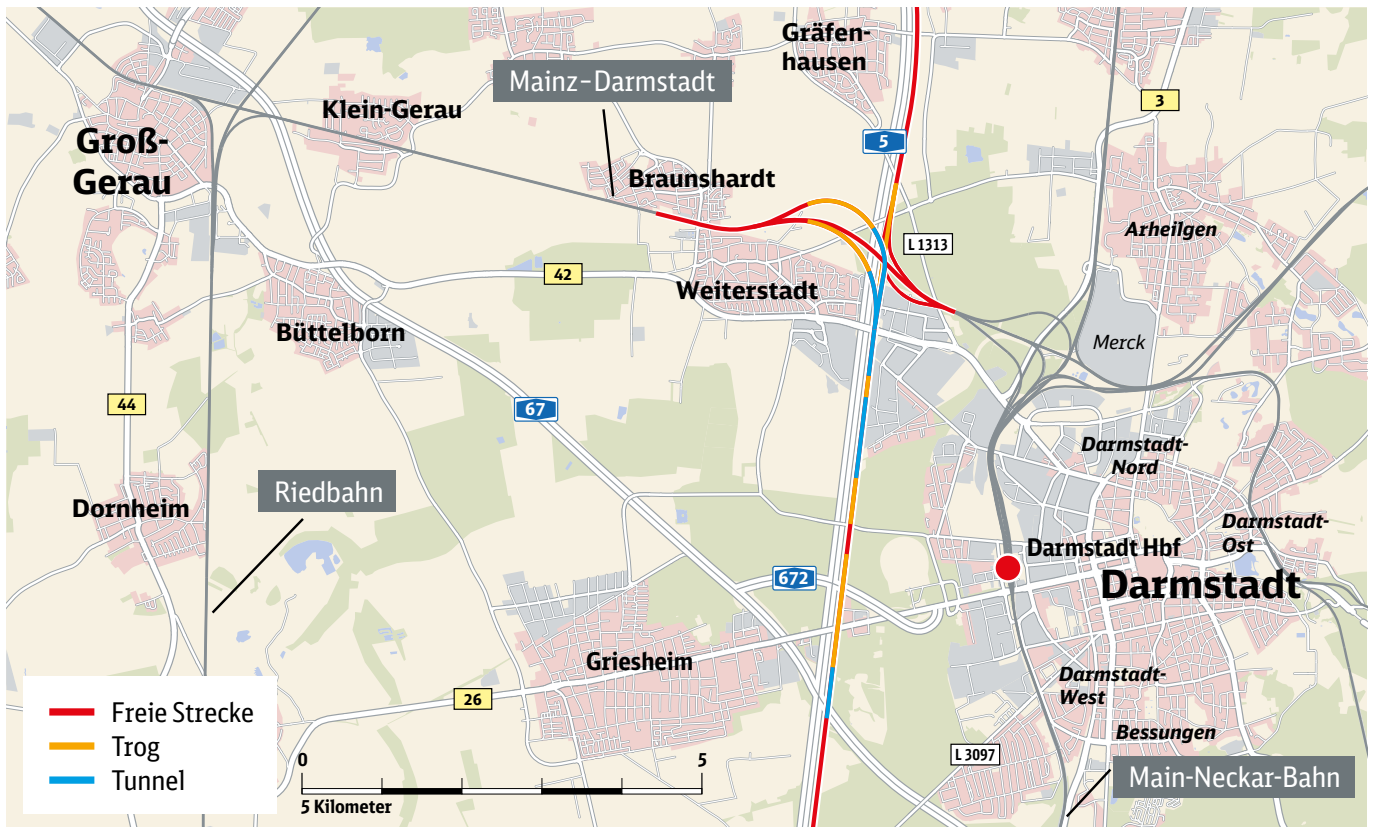 Gräfen-
hausen
Mainz-Darmstadt
3
Klein-Gerau
5
Groß-
Gerau
Braunshardt
Arheilgen
L 1313
42
Weiterstadt
Büttelborn
Merck
44
67
Darmstadt-
Nord
Riedbahn
Dornheim
Darmstadt-
Ost
Darmstadt Hbf
672
Darmstadt
Griesheim
Darmstadt-
West
26
Bessungen
L 3097
Main-Neckar-Bahn
Freie Strecke
Trog
Tunnel
0
5
5 Kilometer